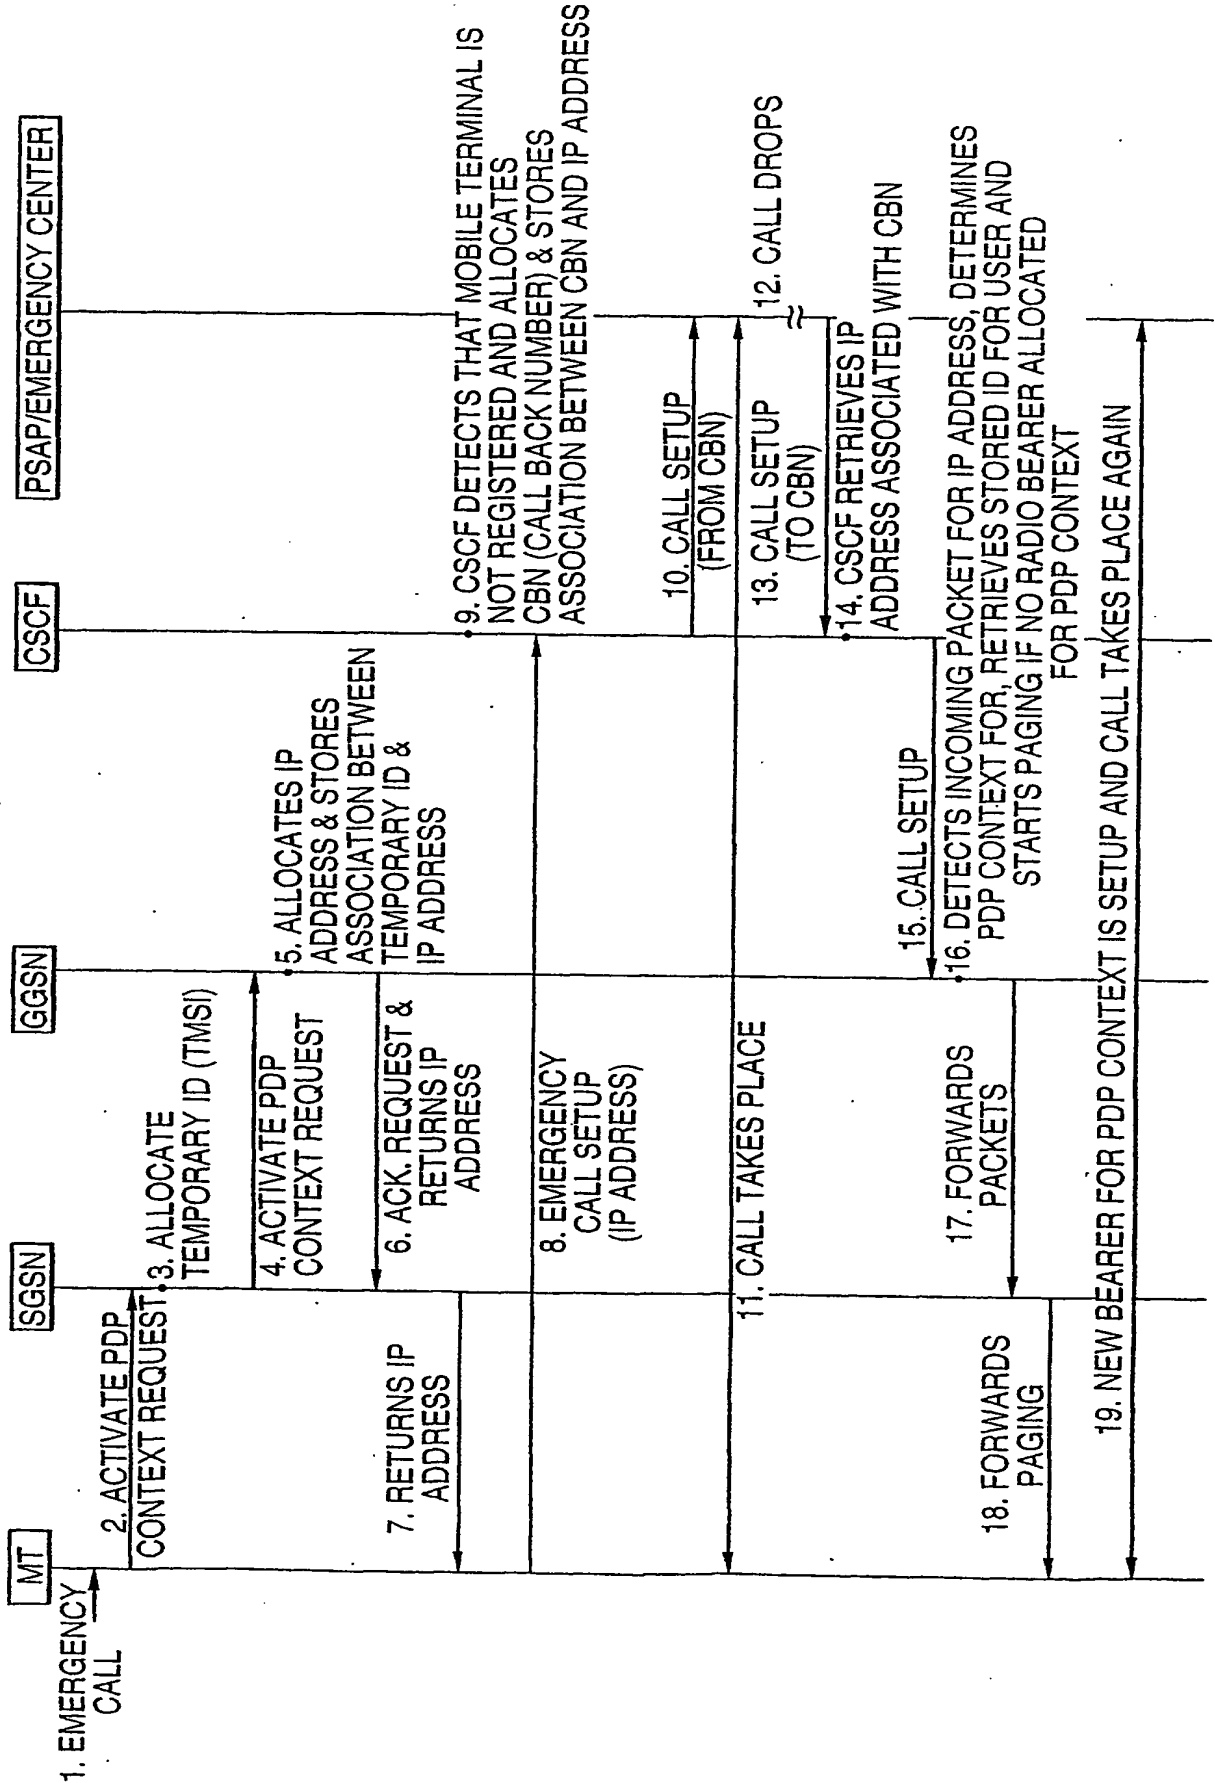 MT
SGSN
GGSN
CSCF
PSAP/EMERGENCY CENTER
1. EMERGENCY
CALL
2. ACTIVATE PDP
CONTEXT REQUEST
3. ALLOCATE
TEMPORARY ID (TMSI)
4. ACTIVATE PDP
CONTEXT REQUEST
5. ALLOCATES IP
ADDRESS & STORES
ASSOCIATION BETWEEN
TEMPORARY ID &
IP ADDRESS
6. ACK. REQUEST &
RETURNS IP
ADDRESS
7. RETURNS IP
ADDRESS
8. EMERGENCY
CALL SETUP
(IP ADDRESS)
9. CSCF DETECTS THAT MOBILE TERMINAL IS
NOT REGISTERED AND ALLOCATES
CBN (CALL BACK NUMBER) & STORES
ASSOCIATION BETWEEN CBN AND IP ADDRESS
10. CALL SETUP
(FROM CBN)
11. CALL TAKES PLACE
12. CALL DROPS
13. CALL SETUP
(TO CBN)
14. CSCF RETRIEVES IP
ADDRESS ASSOCIATED WITH CBN
15. CALL SETUP
16. DETECTS INCOMING PACKET FOR IP ADDRESS, DETERMINES
PDP CONTEXT FOR, RETRIEVES STORED ID FOR USER AND
STARTS PAGING IF NO RADIO BEARER ALLOCATED
FOR PDP CONTEXT
17. FORWARDS
PACKETS
18. FORWARDS
PAGING
19. NEW BEARER FOR PDP CONTEXT IS SETUP AND CALL TAKES PLACE AGAIN